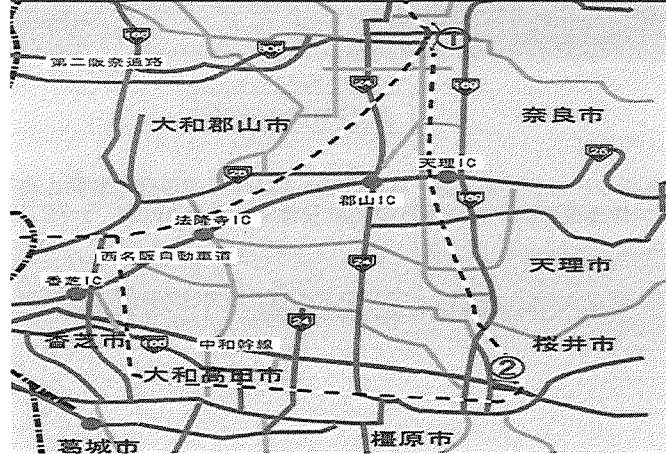 ①
第二阪奈道路
大和郡山市
奈良市
天理IC
郡山IC
法隆寺IC
西名阪自動車道
天理市
香芝IC
香芝市
中和幹線
桜井市
②
大和高田市
葛城市
橿原市